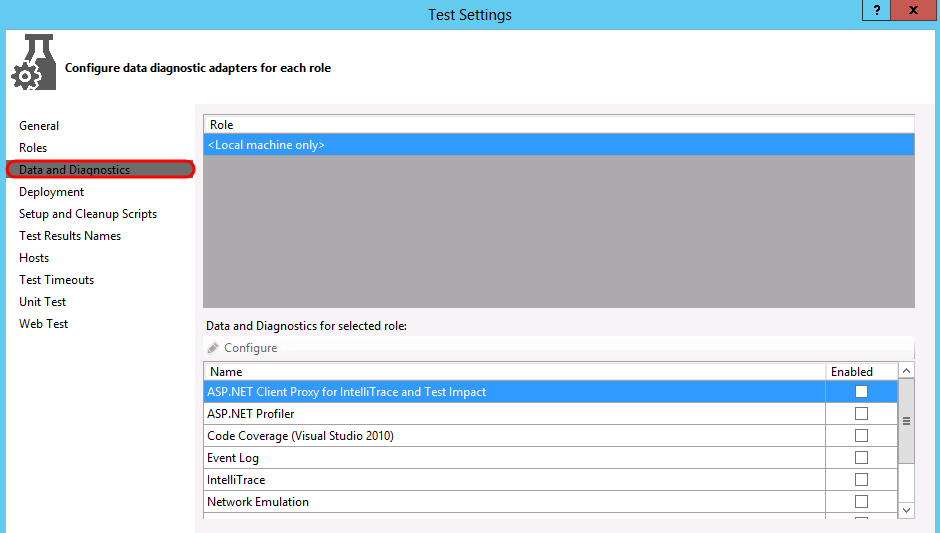 Test Settings
?
x
Configure data diagnostic adapters for each role
General
Roles
Data and Diagnostics
Deployment
Setup and Cleanup Scripts
Test Results Names
Hosts
Test Timeouts
Unit Test
Web Test
Role
<Local machine only>
Data and Diagnostics for selected role:
Configure
Name Enabled
ASP.NET Client Proxy for IntelliTrace and Test Impact
ASP.NET Profiler
Code Coverage (Visual Studio 2010)
Event Log
IntelliTrace
Network Emulation